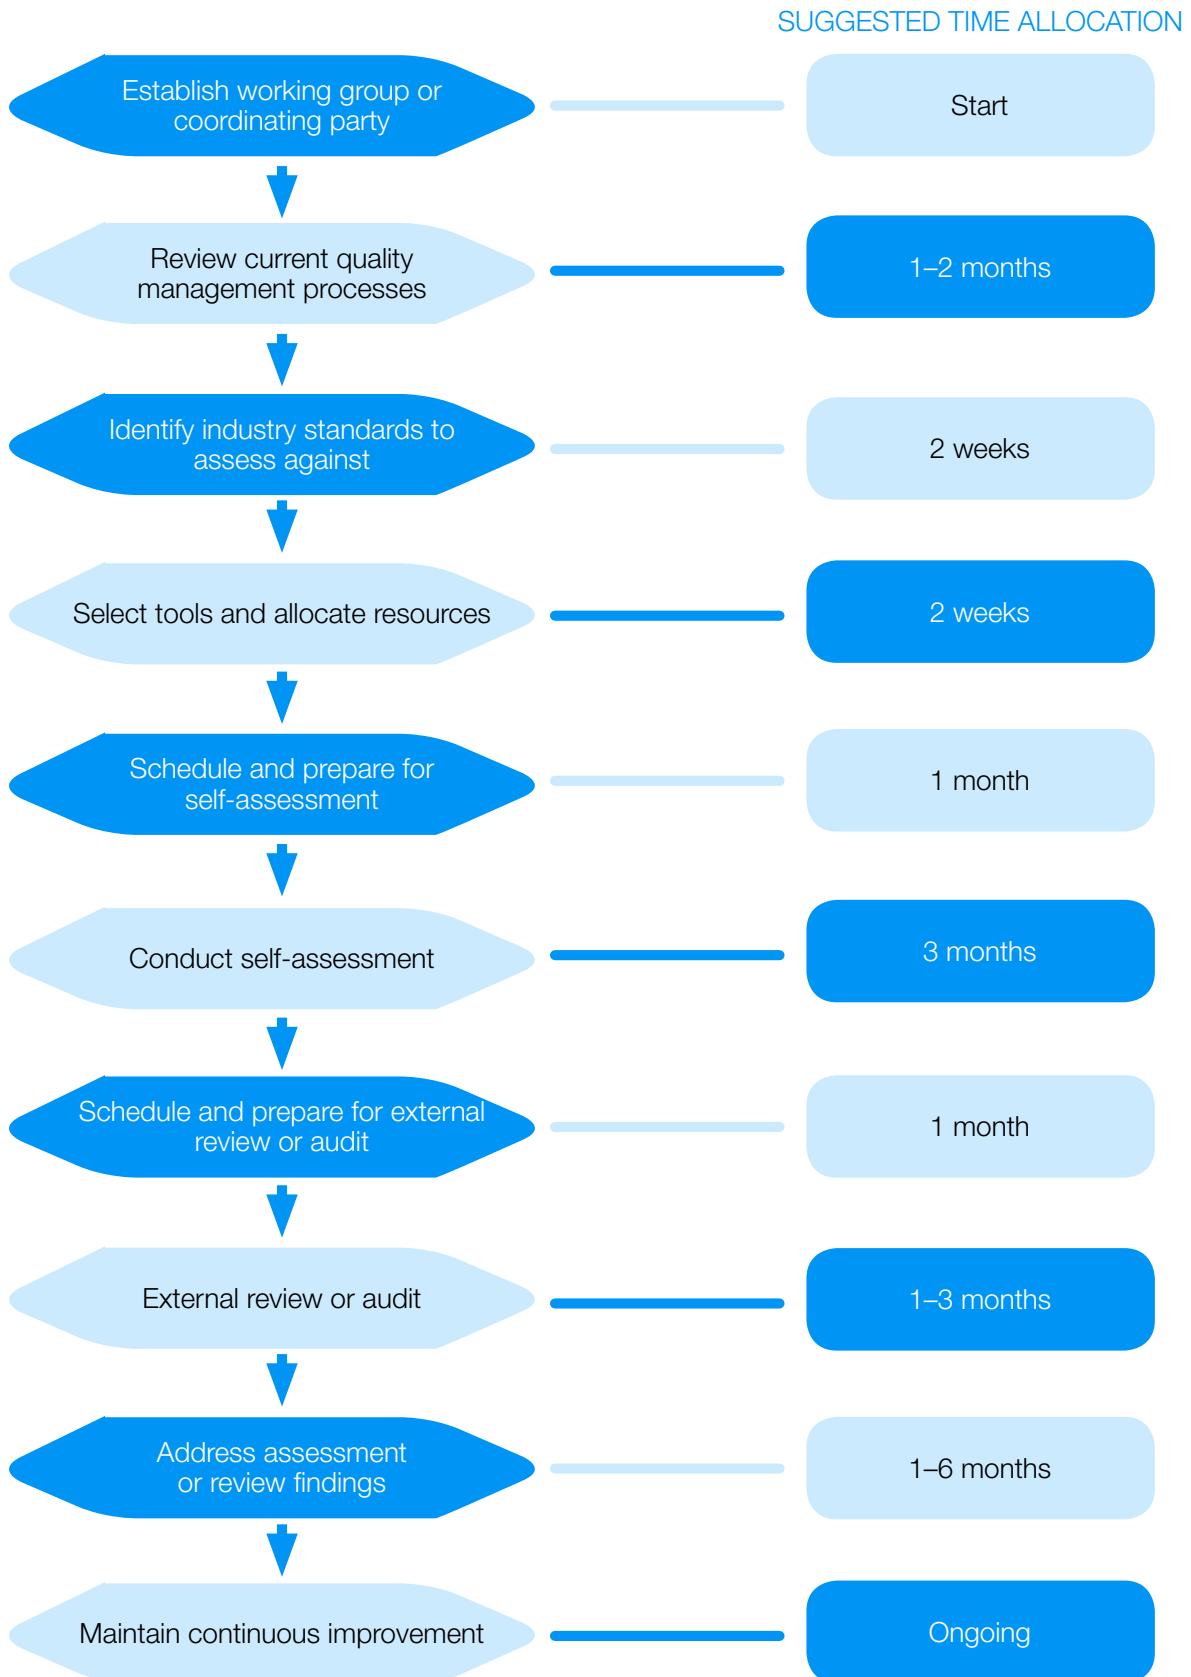 SUGGESTED TIME ALLOCATION
Establish working group or
coordinating party
Start
Review current quality
management processes
1–2 months
Identify industry standards to
assess against
2 weeks
Select tools and allocate resources
2 weeks
Schedule and prepare for
self-assessment
1 month
Conduct self-assessment
3 months
Schedule and prepare for external
review or audit
1 month
External review or audit
1–3 months
Address assessment
or review findings
1–6 months
Maintain continuous improvement
Ongoing